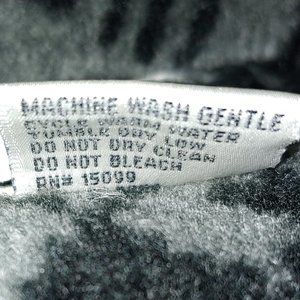 MACHINE WASH GENTLE
CYCLE WARM WATER
TUMBLE DRY, LOW
DO NOT DRY CLEAN
DO NOT BLEACH
RN# 15099